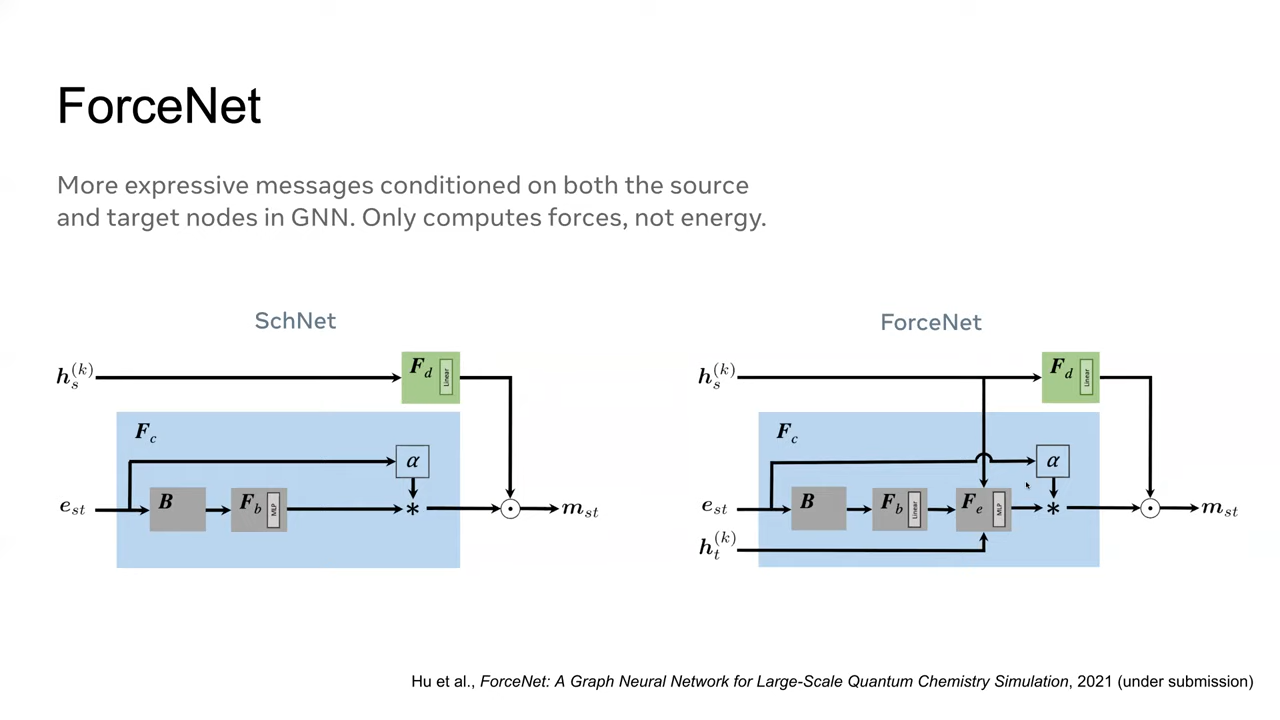 ForceNet
More expressive messages conditioned on both the source
and target nodes in GNN. Only computes forces, not energy.
SchNet
h_s^(k)
F_d
Linear
F_c
α
e_st
B
F_b
MLP
*
m_st
ForceNet
h_s^(k)
F_d
Linear
F_c
α
e_st
B
F_b
Linear
F_e
MLP
*
m_st
h_t^(k)
Hu et al., ForceNet: A Graph Neural Network for Large-Scale Quantum Chemistry Simulation, 2021 (under submission)